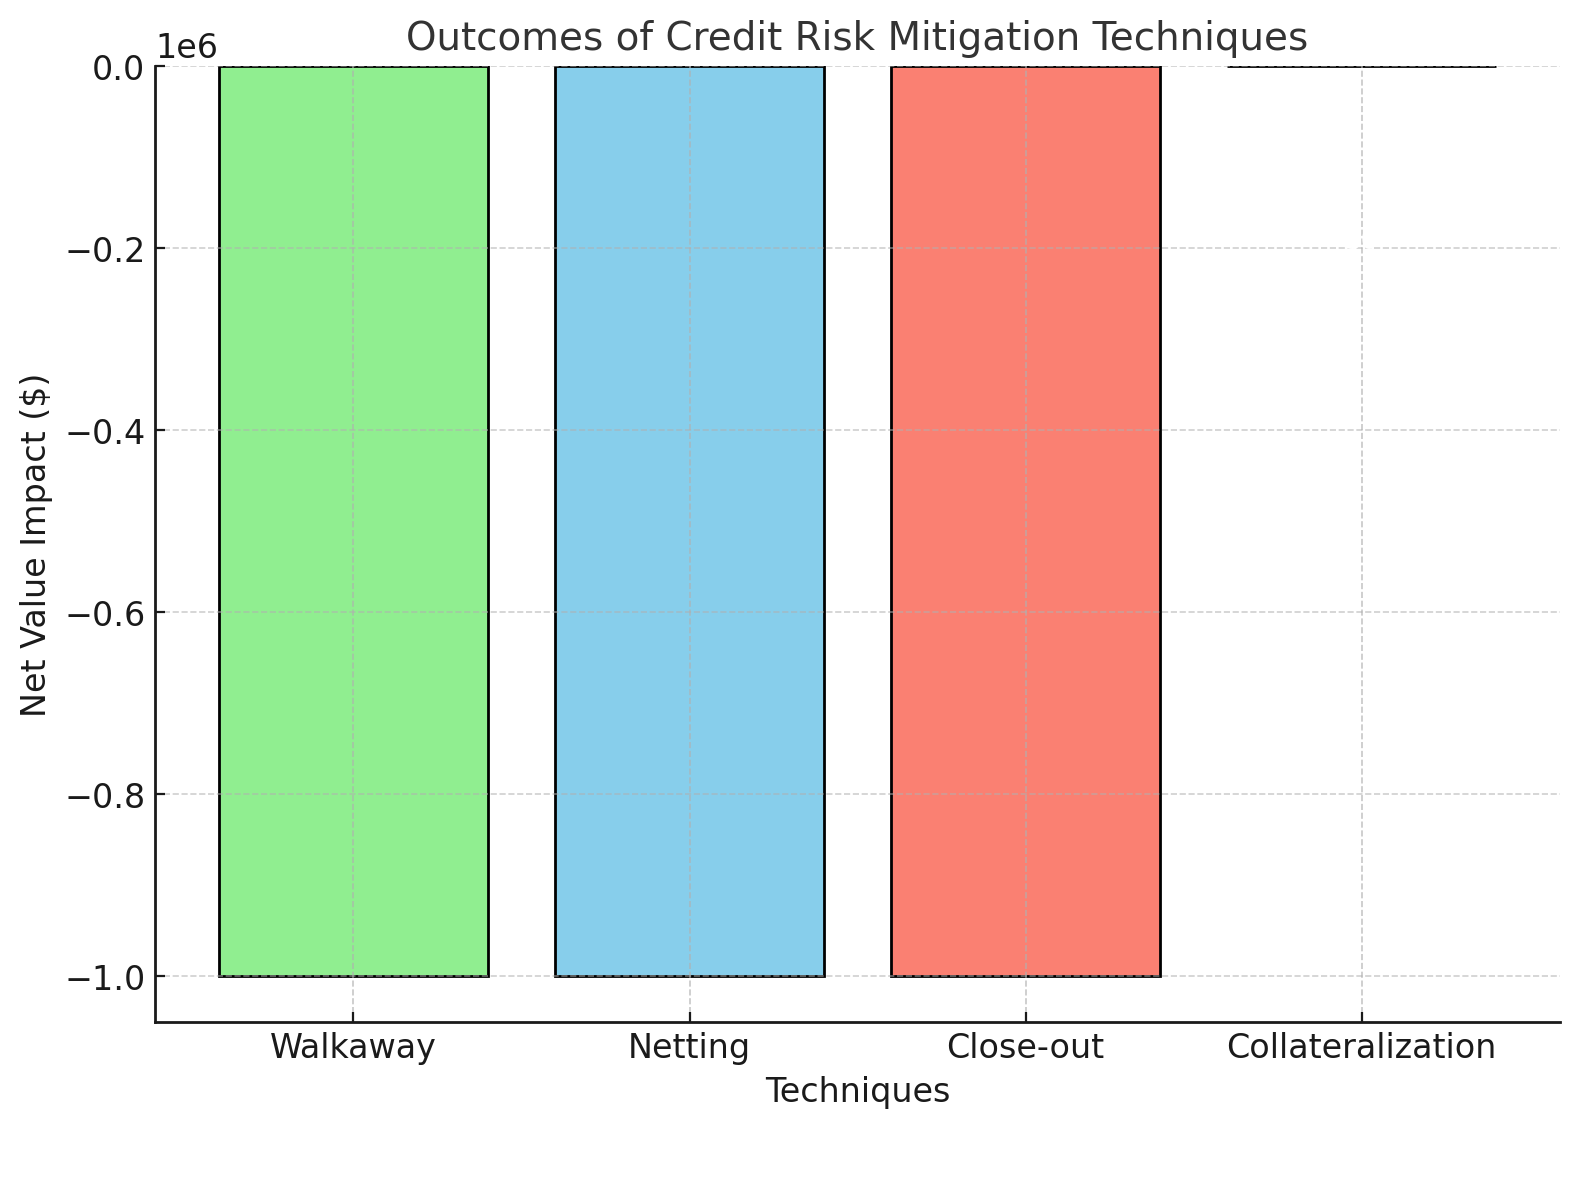 Outcomes of Credit Risk Mitigation Techniques
1e6
0.0
−0.2
−0.4
−0.6
−0.8
−1.0
Net Value Impact ($)
Walkaway
Netting
Close-out
Collateralization
Techniques